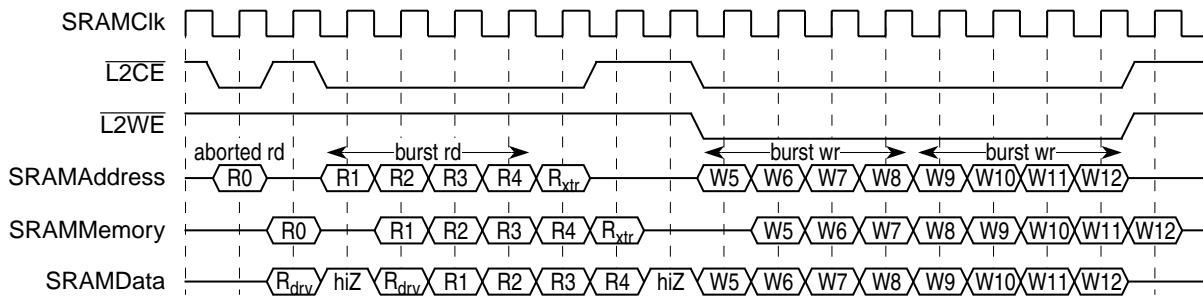 SRAMClk
L2CE
L2WE
aborted rd burst rd burst wr burst wr
SRAMAddress R0 R1 R2 R3 R4 Rxtr W5 W6 W7 W8 W9 W10 W11 W12
SRAMMemory R0 R1 R2 R3 R4 Rxtr W5 W6 W7 W8 W9 W10 W11 W12
SRAMData Rdrv hiZ Rdrv R1 R2 R3 R4 hiZ W5 W6 W7 W8 W9 W10 W11 W12